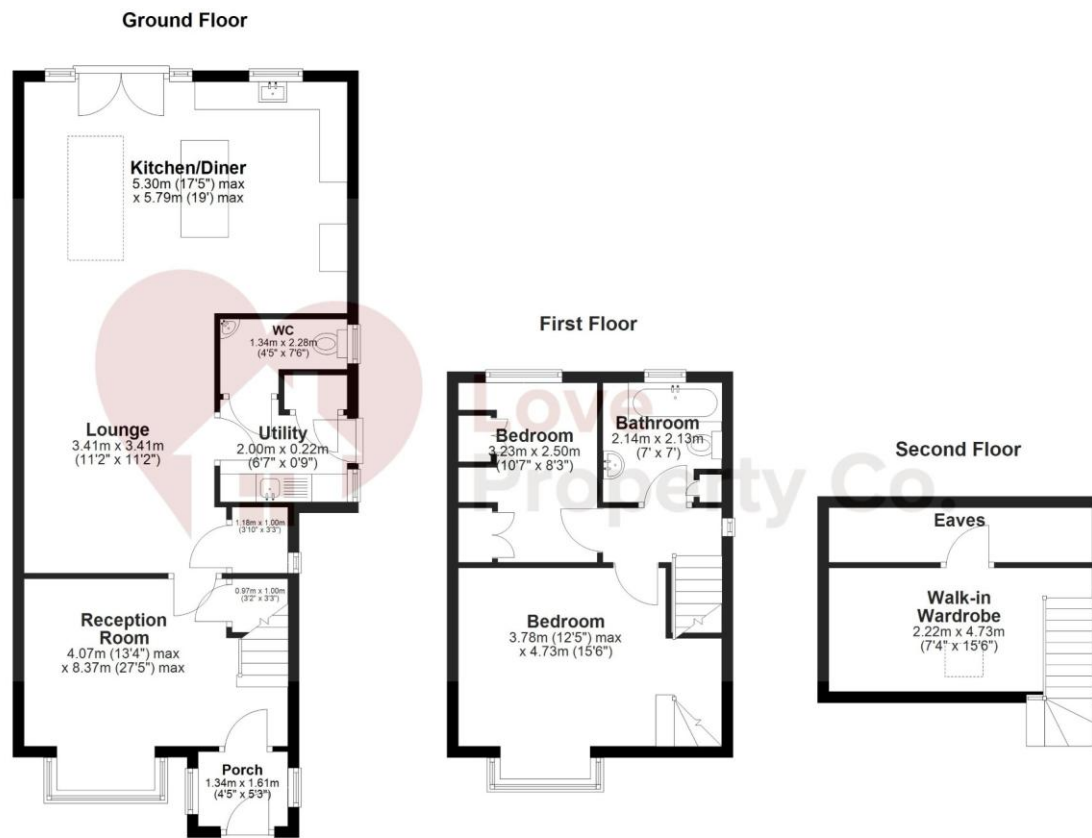 Ground Floor
Kitchen/Diner
5.30m (17'5") max
x 5.79m (19') max
WC
1.34m x 2.28m
(4'5" x 7'6")
Lounge
3.41m x 3.41m
(11'2" x 11'2")
Utility
2.00m x 0.22m
(6'7" x 0'9")
1.18m x 1.00m
(3'10" x 3'3")
0.97m x 1.00m
(3'2" x 3'3")
Reception
Room
4.07m (13'4") max
x 8.37m (27'5") max
Porch
1.34m x 1.61m
(4'5" x 5'3")
First Floor
Bedroom
3.23m x 2.50m
(10'7" x 8'3")
Bathroom
2.14m x 2.13m
(7' x 7')
Bedroom
3.78m (12'5") max
x 4.73m (15'6")
Second Floor
Eaves
Walk-in
Wardrobe
2.22m x 4.73m
(7'4" x 15'6")
Love
Property Co.